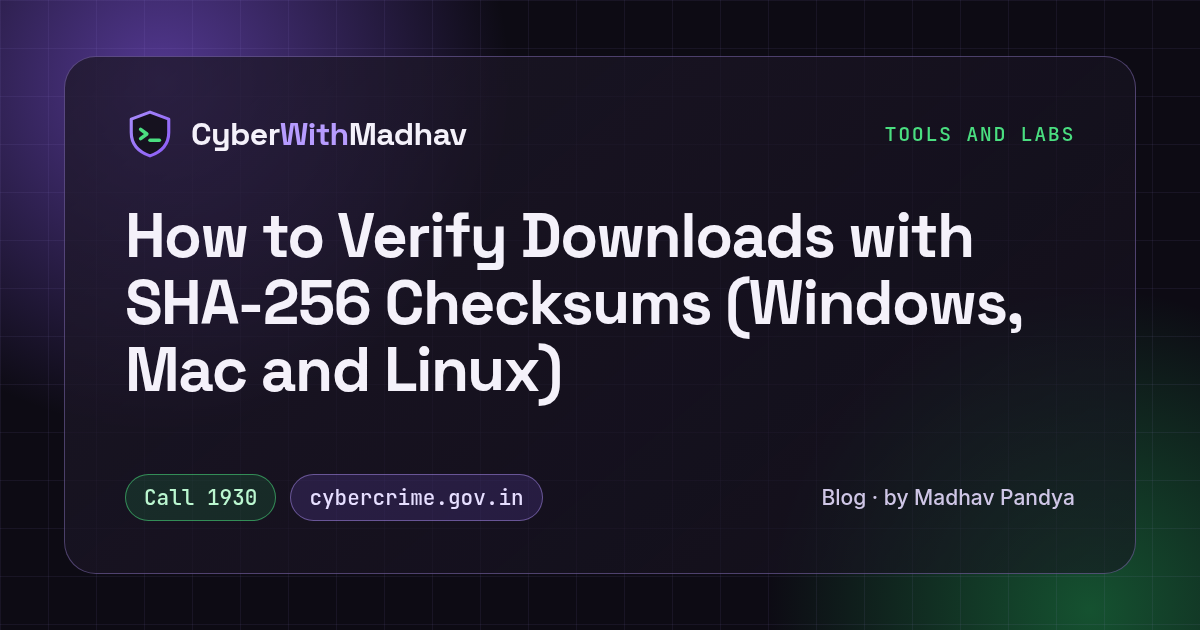 CyberWithMadhav
TOOLS AND LABS
How to Verify Downloads with
SHA-256 Checksums (Windows,
Mac and Linux)
Call 1930
cybercrime.gov.in
Blog · by Madhav Pandya